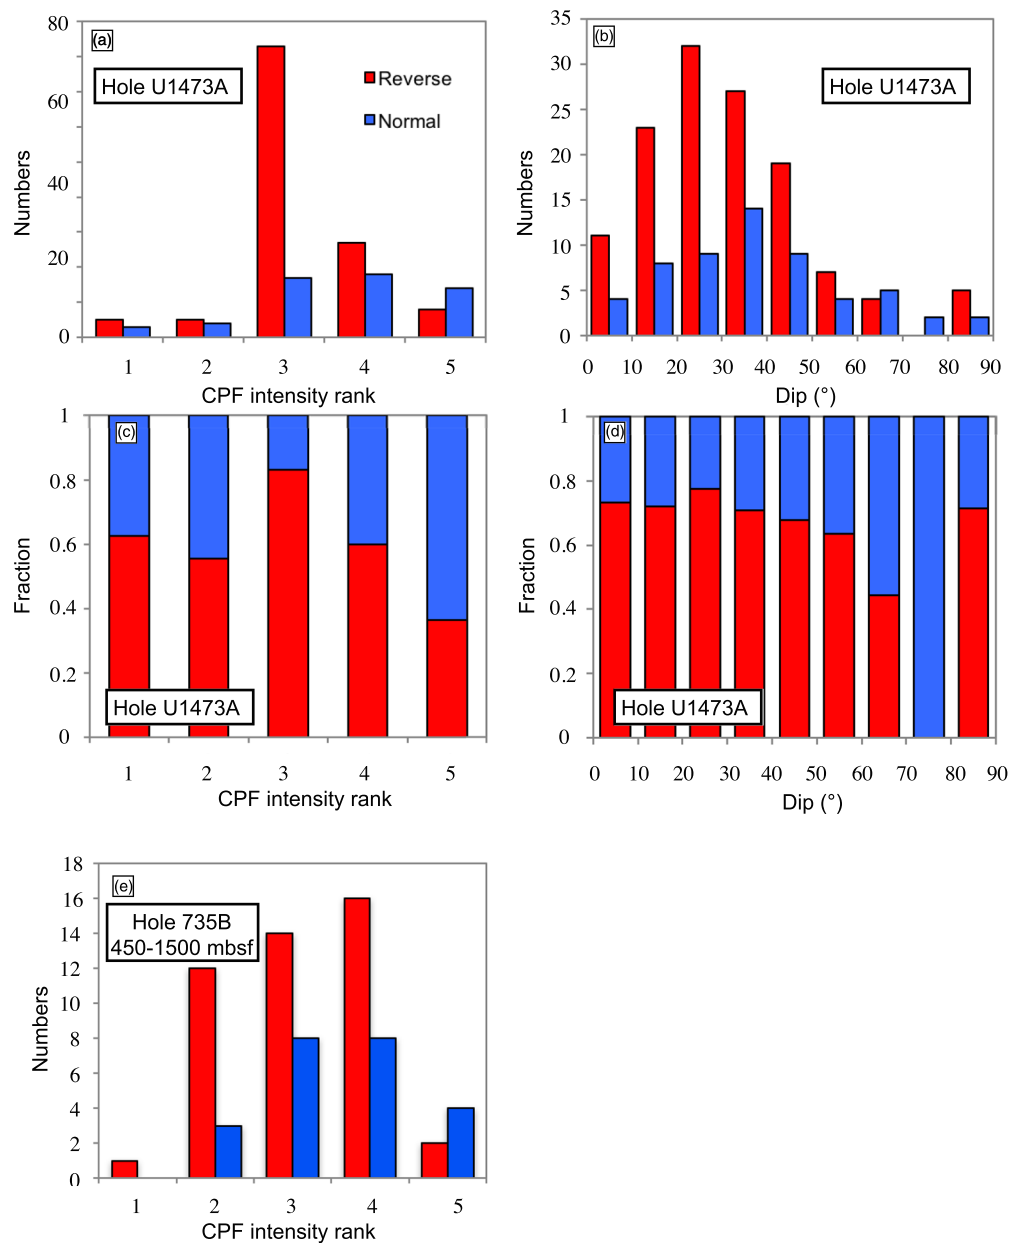 (a)
Hole U1473A
Reverse
Normal
Numbers
80
60
40
20
0
1 2 3 4 5
CPF intensity rank
(b)
Hole U1473A
Numbers
35
30
25
20
15
10
5
0
0 10 20 30 40 50 60 70 80 90
Dip (°)
(c)
Hole U1473A
Fraction
1
0.8
0.6
0.4
0.2
0
1 2 3 4 5
CPF intensity rank
(d)
Hole U1473A
Fraction
1
0.8
0.6
0.4
0.2
0
0 10 20 30 40 50 60 70 80 90
Dip (°)
(e)
Hole 735B
450-1500 mbsf
Numbers
18
16
14
12
10
8
6
4
2
0
1 2 3 4 5
CPF intensity rank